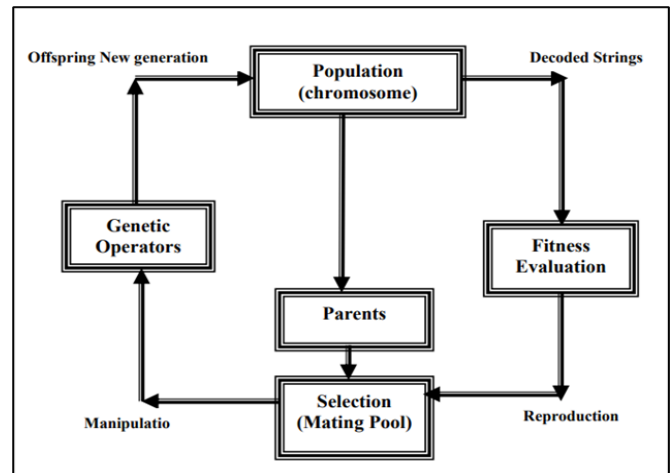 Offspring New generation
Population
(chromosome)
Decoded Strings
Genetic
Operators
Fitness
Evaluation
Parents
Selection
(Mating Pool)
Manipulatio
Reproduction